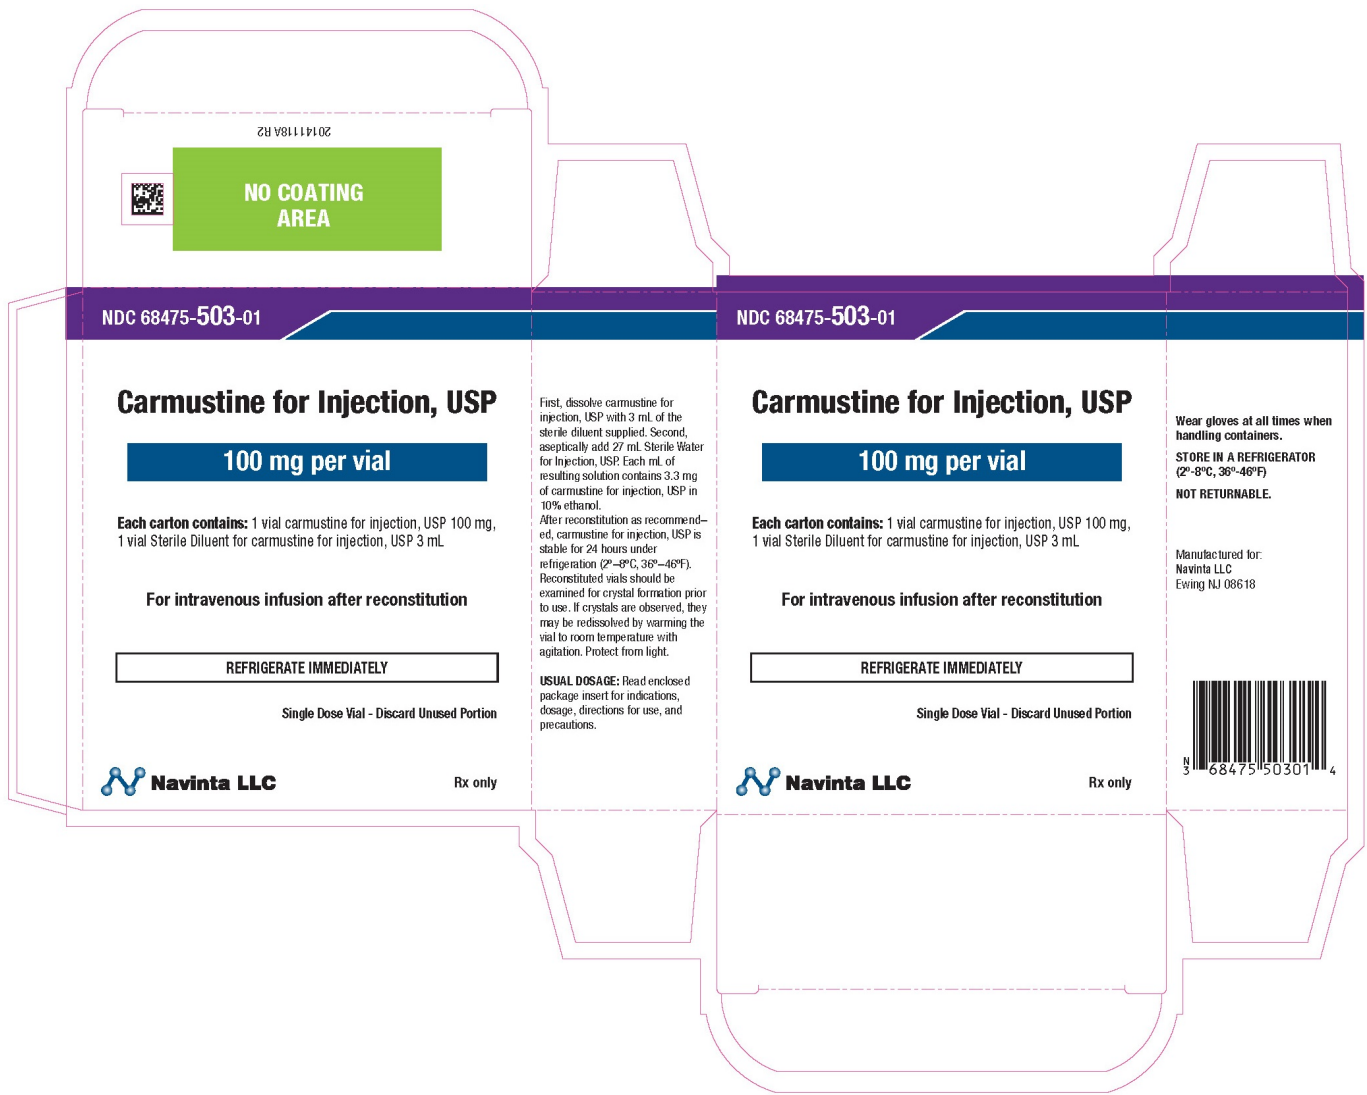 20141118A R2
NO COATING
AREA
NDC 68475-503-01
Carmustine for Injection, USP
100 mg per vial
Each carton contains: 1 vial carmustine for injection, USP 100 mg,
1 vial Sterile Diluent for carmustine for injection, USP 3 mL
For intravenous infusion after reconstitution
REFRIGERATE IMMEDIATELY
Single Dose Vial - Discard Unused Portion
Navinta LLC
Rx only
First, dissolve carmustine for
injection, USP with 3 mL of the
sterile diluent supplied. Second,
aseptically add 27 mL Sterile Water
for Injection, USP. Each mL of
resulting solution contains 3.3 mg
of carmustine for injection, USP in
10% ethanol.
After reconstitution as recommend–
ed, carmustine for injection, USP is
stable for 24 hours under
refrigeration (2º–8ºC, 36º–46ºF).
Reconstituted vials should be
examined for crystal formation prior
to use. If crystals are observed, they
may be redissolved by warming the
vial to room temperature with
agitation. Protect from light.
USUAL DOSAGE: Read enclosed
package insert for indications,
dosage, directions for use, and
precautions.
NDC 68475-503-01
Carmustine for Injection, USP
100 mg per vial
Each carton contains: 1 vial carmustine for injection, USP 100 mg,
1 vial Sterile Diluent for carmustine for injection, USP 3 mL
For intravenous infusion after reconstitution
REFRIGERATE IMMEDIATELY
Single Dose Vial - Discard Unused Portion
Navinta LLC
Rx only
Wear gloves at all times when
handling containers.
STORE IN A REFRIGERATOR
(2º-8ºC, 36º-46ºF)
NOT RETURNABLE.
Manufactured for:
Navinta LLC
Ewing NJ 08618
N
3 68475 50301 4